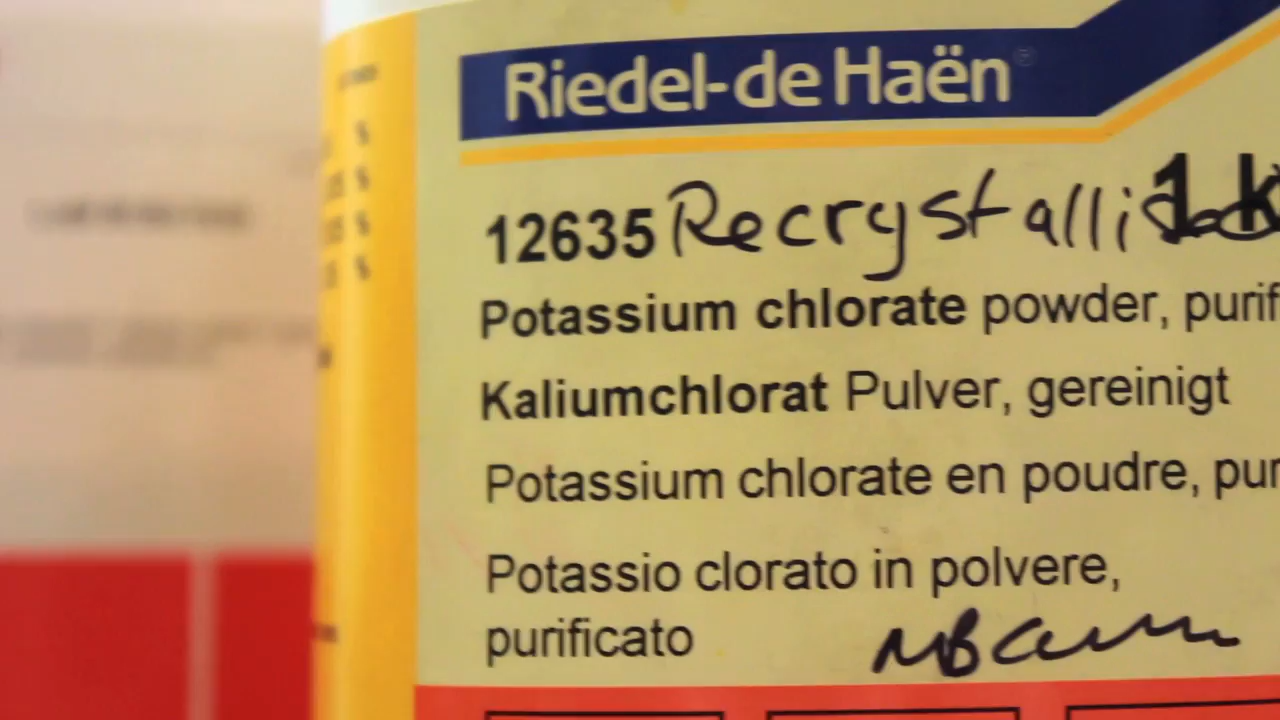 Riedel-de Haën
12635 Recrystalli
Potassium chlorate powder, purif
Kaliumchlorat Pulver, gereinigt
Potassium chlorate en poudre, pur
Potassio clorato in polvere,
purificato